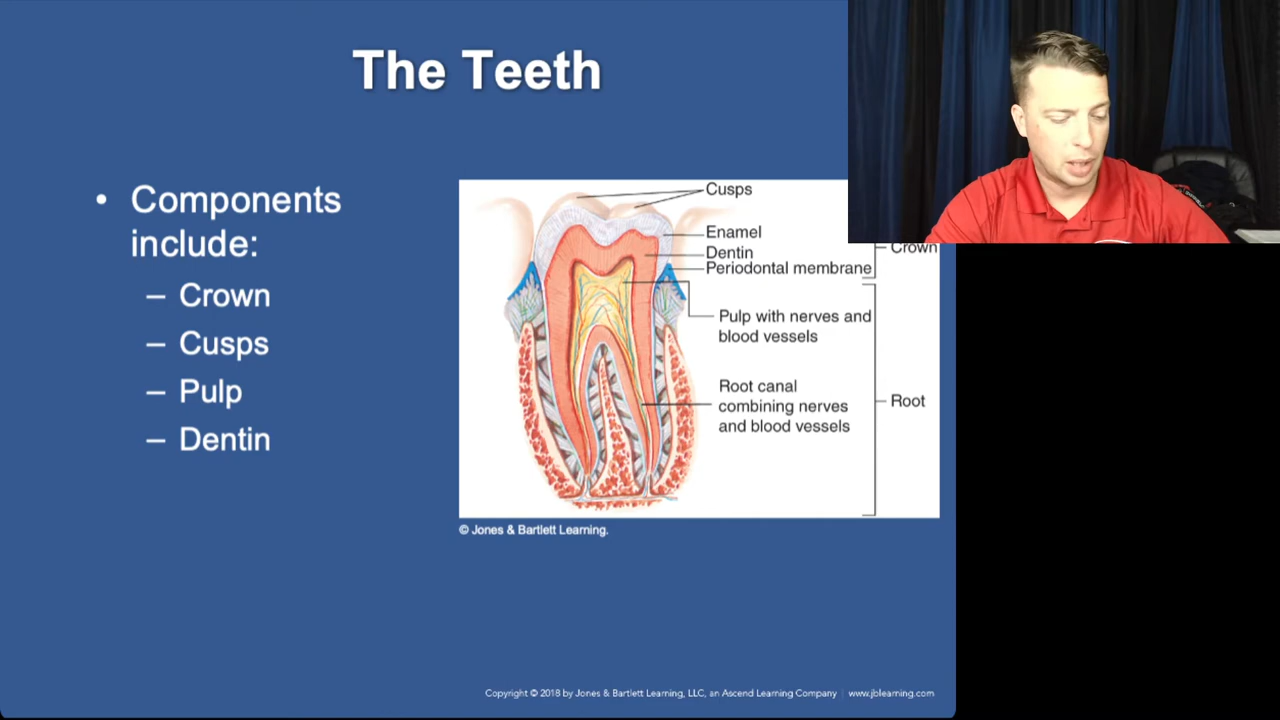 The Teeth
• Components
include:
– Crown
– Cusps
– Pulp
– Dentin
Cusps
Enamel
Dentin
Periodontal membrane
Crown
Pulp with nerves and
blood vessels
Root canal
combining nerves
and blood vessels
Root
© Jones & Bartlett Learning.
Copyright © 2018 by Jones & Bartlett Learning, LLC, an Ascend Learning Company | www.jblearning.com